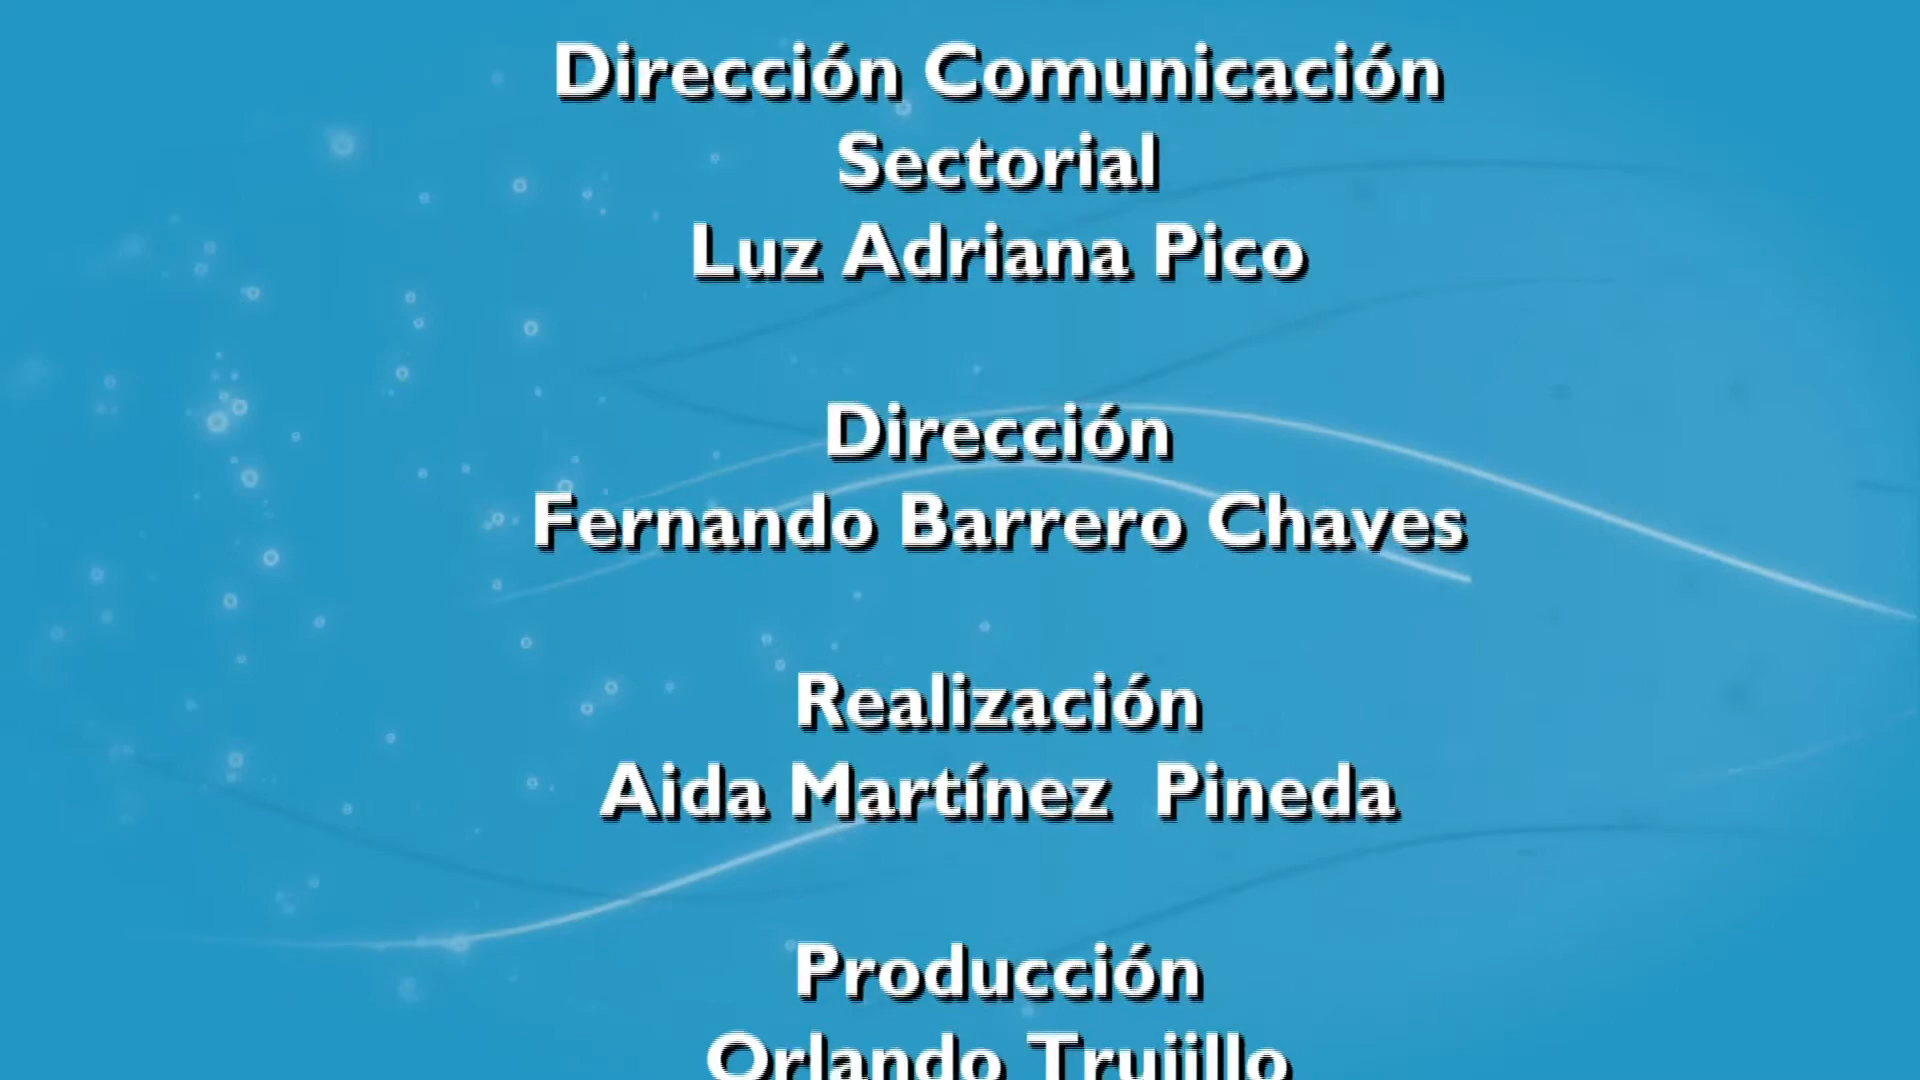 Dirección Comunicación
Sectorial
Luz Adriana Pico
Dirección
Fernando Barrero Chaves
Realización
Aida Martínez  Pineda
Producción
Orlando Trujillo